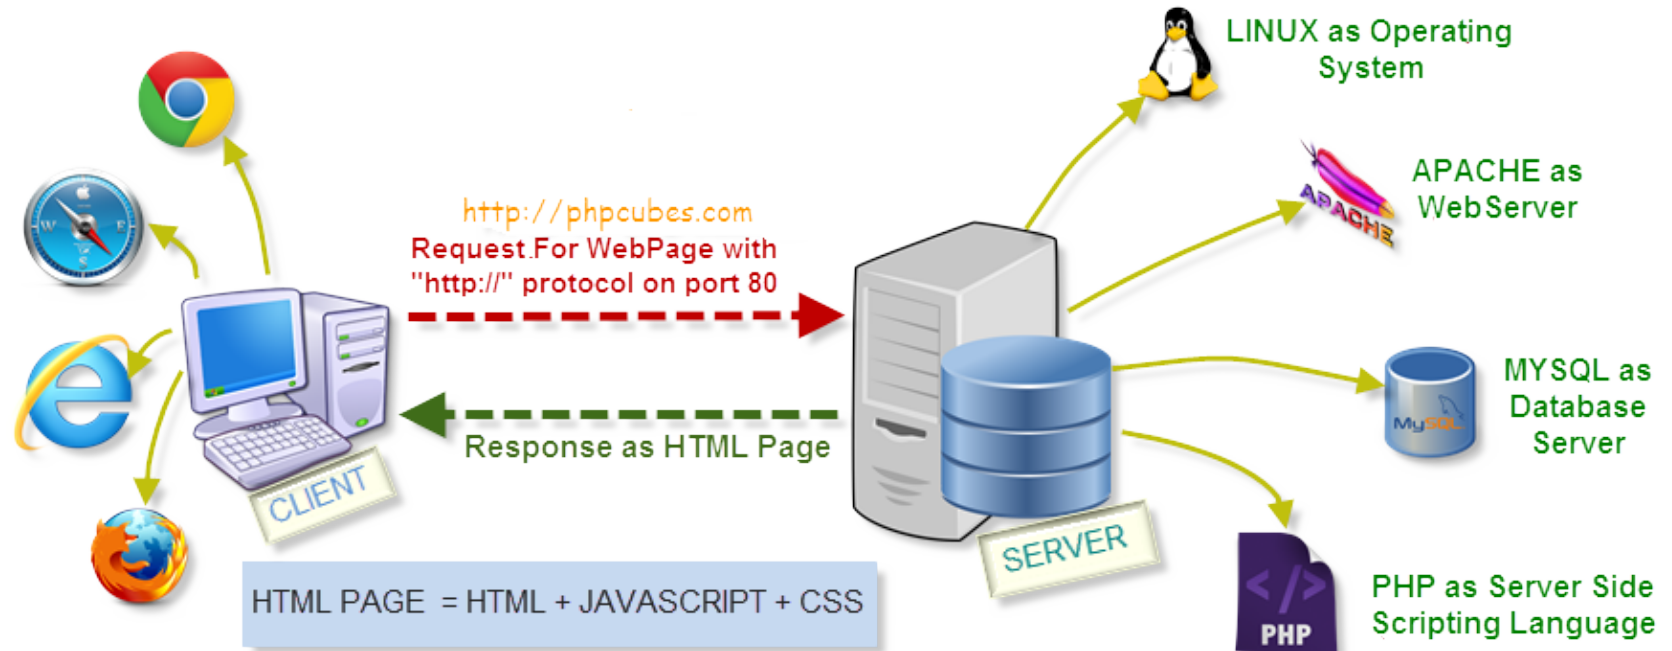 LINUX as Operating
System
APACHE
APACHE as
WebServer
http://phpcubes.com
Request.For WebPage with
"http://" protocol on port 80
W
E
S
MySQL
MYSQL as
Database
Server
Response as HTML Page
CLIENT
SERVER
HTML PAGE = HTML + JAVASCRIPT + CSS
</>
PHP
PHP as Server Side
Scripting Language